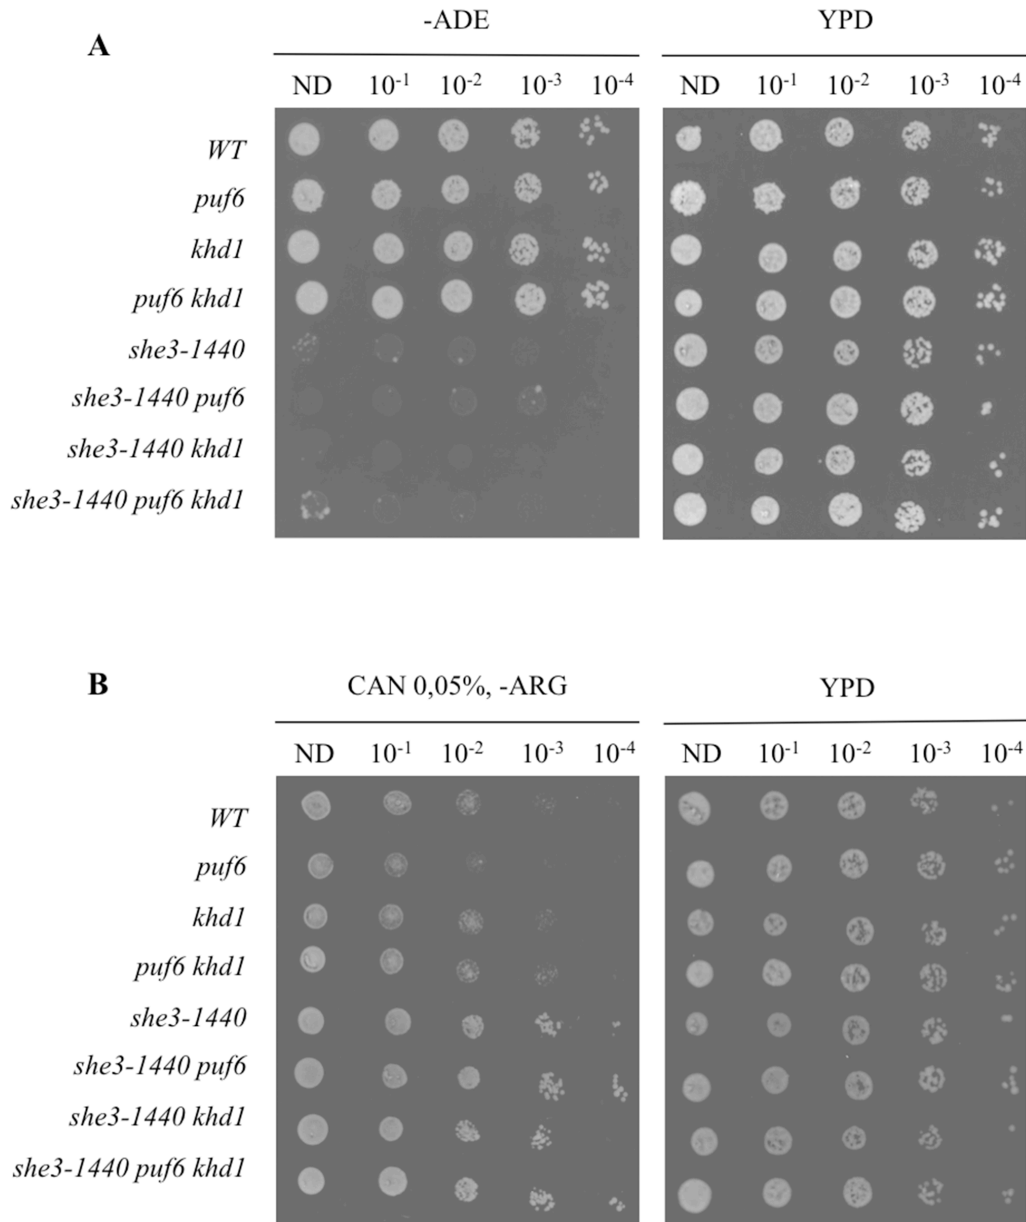 A
-ADE YPD
ND 10⁻¹ 10⁻² 10⁻³ 10⁻⁴ ND 10⁻¹ 10⁻² 10⁻³ 10⁻⁴
WT
puf6
khd1
puf6 khd1
she3-1440
she3-1440 puf6
she3-1440 khd1
she3-1440 puf6 khd1
B
CAN 0,05%, -ARG YPD
ND 10⁻¹ 10⁻² 10⁻³ 10⁻⁴ ND 10⁻¹ 10⁻² 10⁻³ 10⁻⁴
WT
puf6
khd1
puf6 khd1
she3-1440
she3-1440 puf6
she3-1440 khd1
she3-1440 puf6 khd1